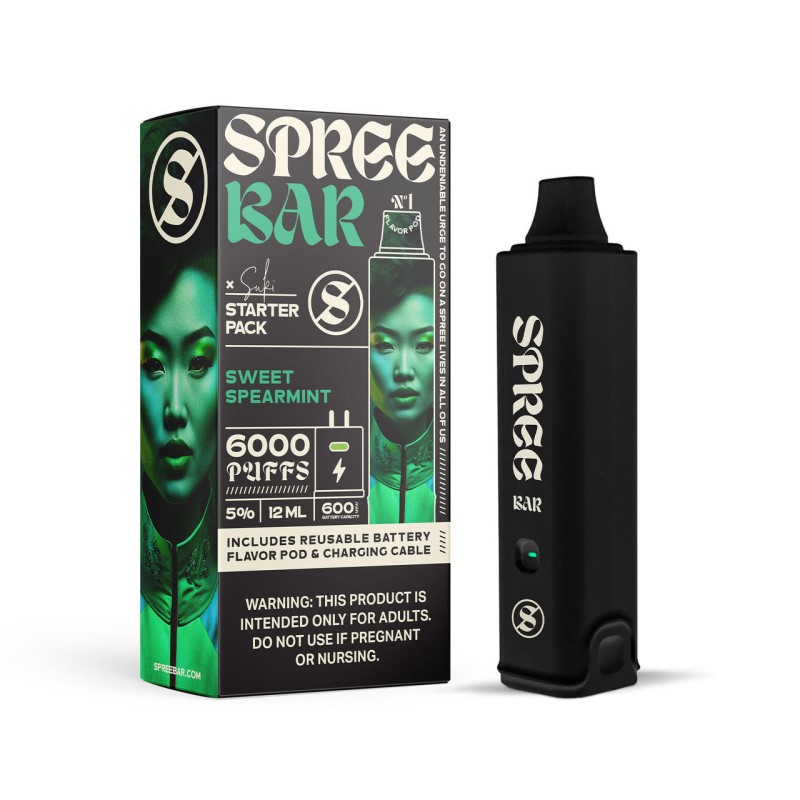 S
SPREE
BAR
Nº1
FLAVOR POD
AN UNDENIABLE URGE TO GO ON A SPREE LIVES IN ALL OF US //////
x Suki
STARTER
PACK
S
SWEET
SPEARMINT
6000
PUFFS
5% | 12 ML
600 mAh
BATTERY CAPACITY
INCLUDES REUSABLE BATTERY
FLAVOR POD & CHARGING CABLE
WARNING: THIS PRODUCT IS
INTENDED ONLY FOR ADULTS.
DO NOT USE IF PREGNANT
OR NURSING.
SPREEBAR.COM
SPREE
BAR
S